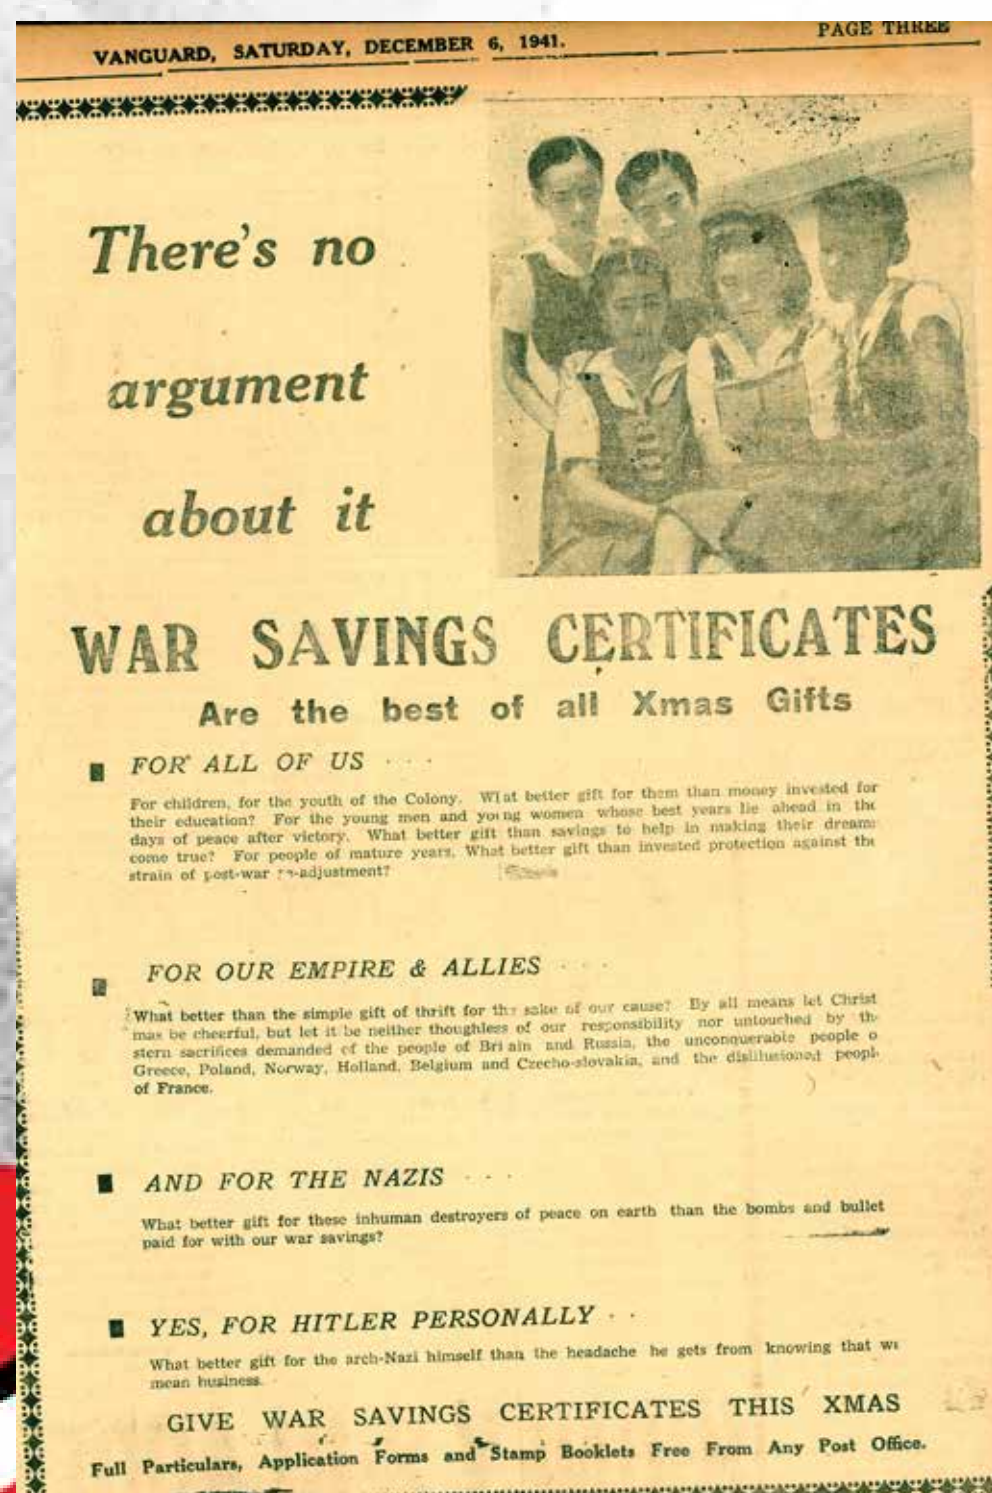 VANGUARD, SATURDAY, DECEMBER 6, 1941.
PAGE THREE
There's no
argument
about it
WAR SAVINGS CERTIFICATES
Are the best of all Xmas Gifts
FOR ALL OF US . . .
For children, for the youth of the Colony. What better gift for them than money invested for
their education? For the young men and young women whose best years lie ahead in the
days of peace after victory. What better gift than savings to help in making their dreams
come true? For people of mature years. What better gift than invested protection against the
strain of post-war re-adjustment?
FOR OUR EMPIRE & ALLIES . . .
What better than the simple gift of thrift for the sake of our cause? By all means let Christ
mas be cheerful, but let it be neither thoughless of our responsibility nor untouched by th
stern sacrifices demanded of the people of Britain and Russia, the unconquerable people o
Greece, Poland, Norway, Holland, Belgium and Czecho-slovakia, and the disillusioned peopl
of France.
AND FOR THE NAZIS . . .
What better gift for these inhuman destroyers of peace on earth than the bombs and bullet
paid for with our war savings?
YES, FOR HITLER PERSONALLY . .
What better gift for the arch-Nazi himself than the headache he gets from knowing that we
mean business.
GIVE WAR SAVINGS CERTIFICATES THIS XMAS
Full Particulars, Application Forms and Stamp Booklets Free From Any Post Office.